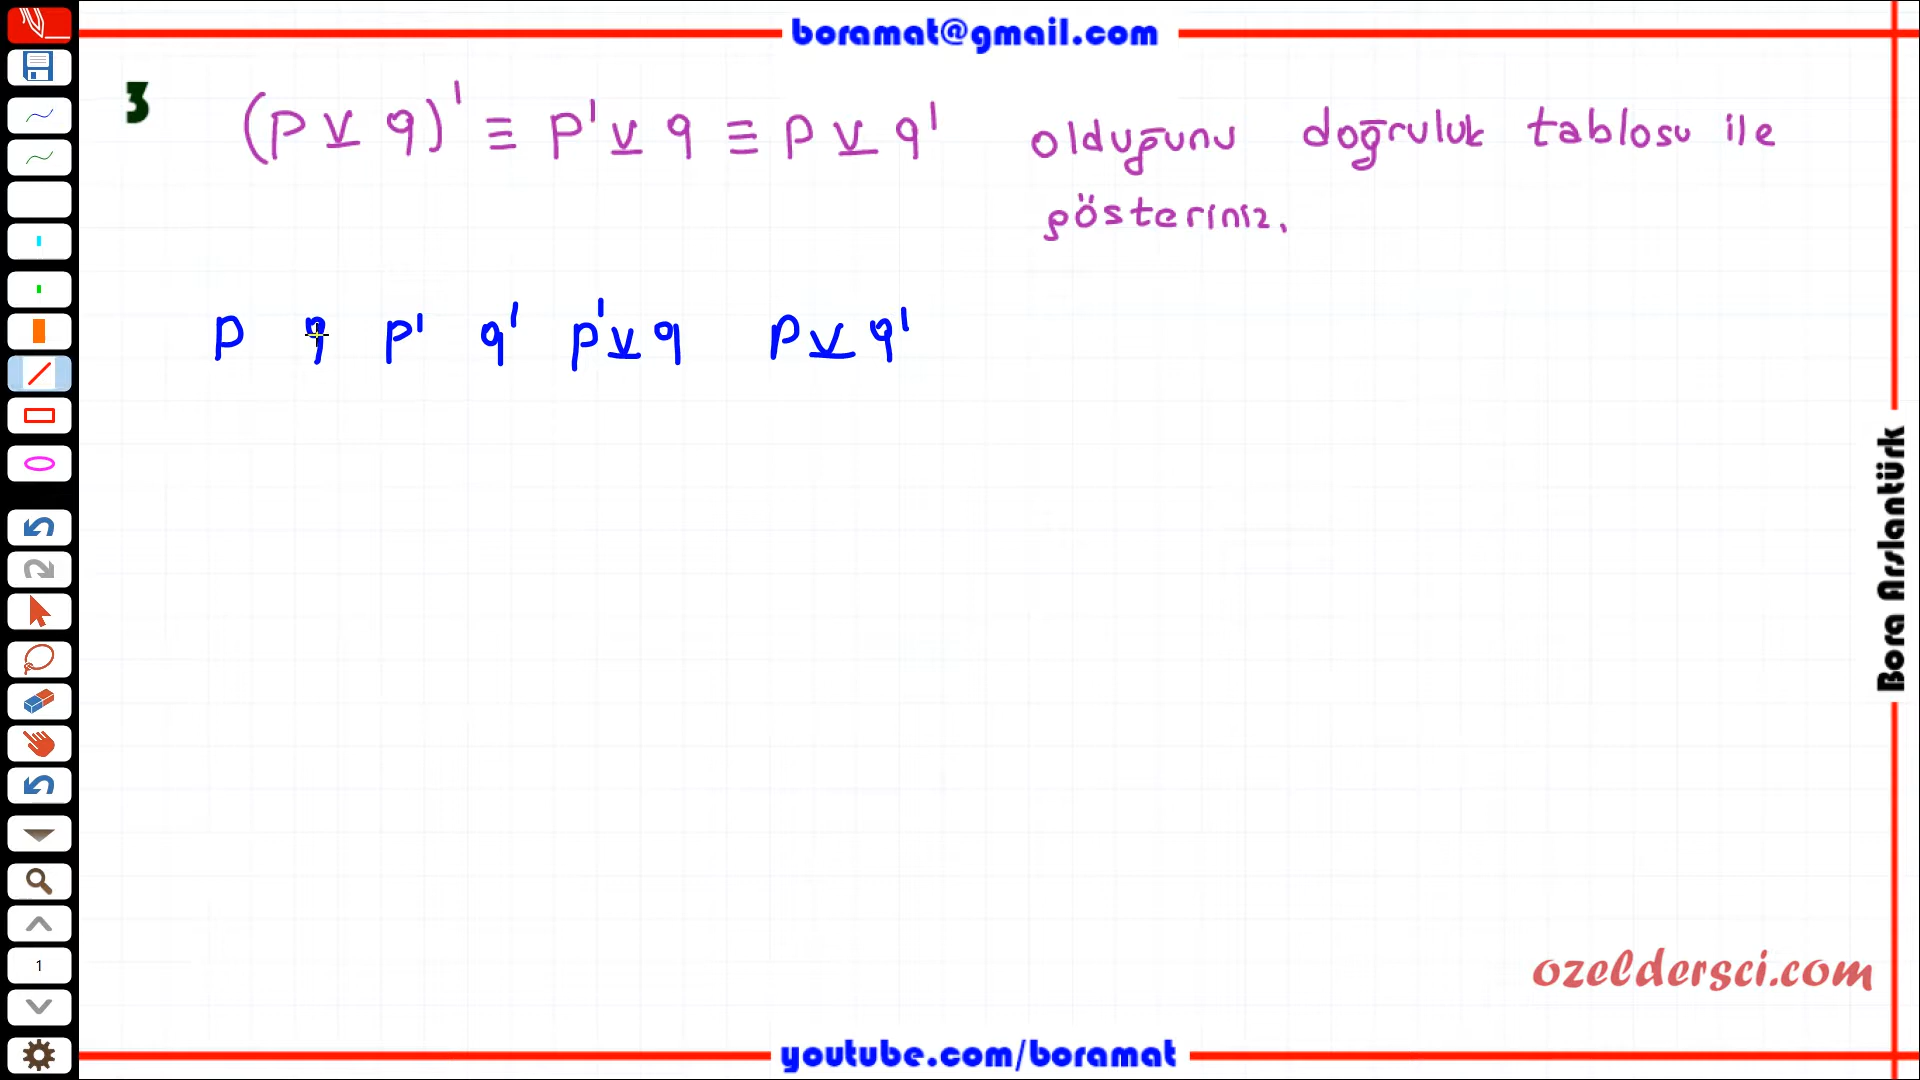 boramat@gmail.com
3 (p ⊻ q)' ≡ p' ⊻ q ≡ p ⊻ q' olduğunu doğruluk tablosu ile
gösteriniz.
p q p' q' p' ⊻ q p ⊻ q'
Bora Arslantürk
1
ozeldersci.com
youtube.com/boramat